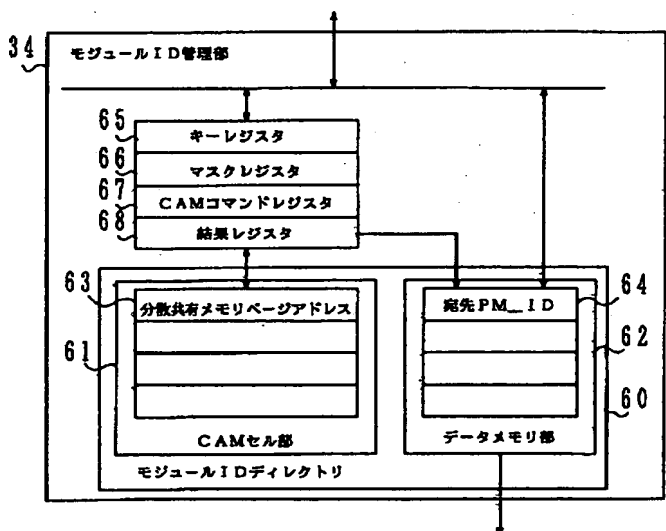 34
モジュールID管理部
65
キーレジスタ
66
マスクレジスタ
67
CAMコマンドレジスタ
68
結果レジスタ
63
分散共有メモリページアドレス
宛先PM_ID
64
62
61
60
CAMセル部
データメモリ部
モジュールIDディレクトリ